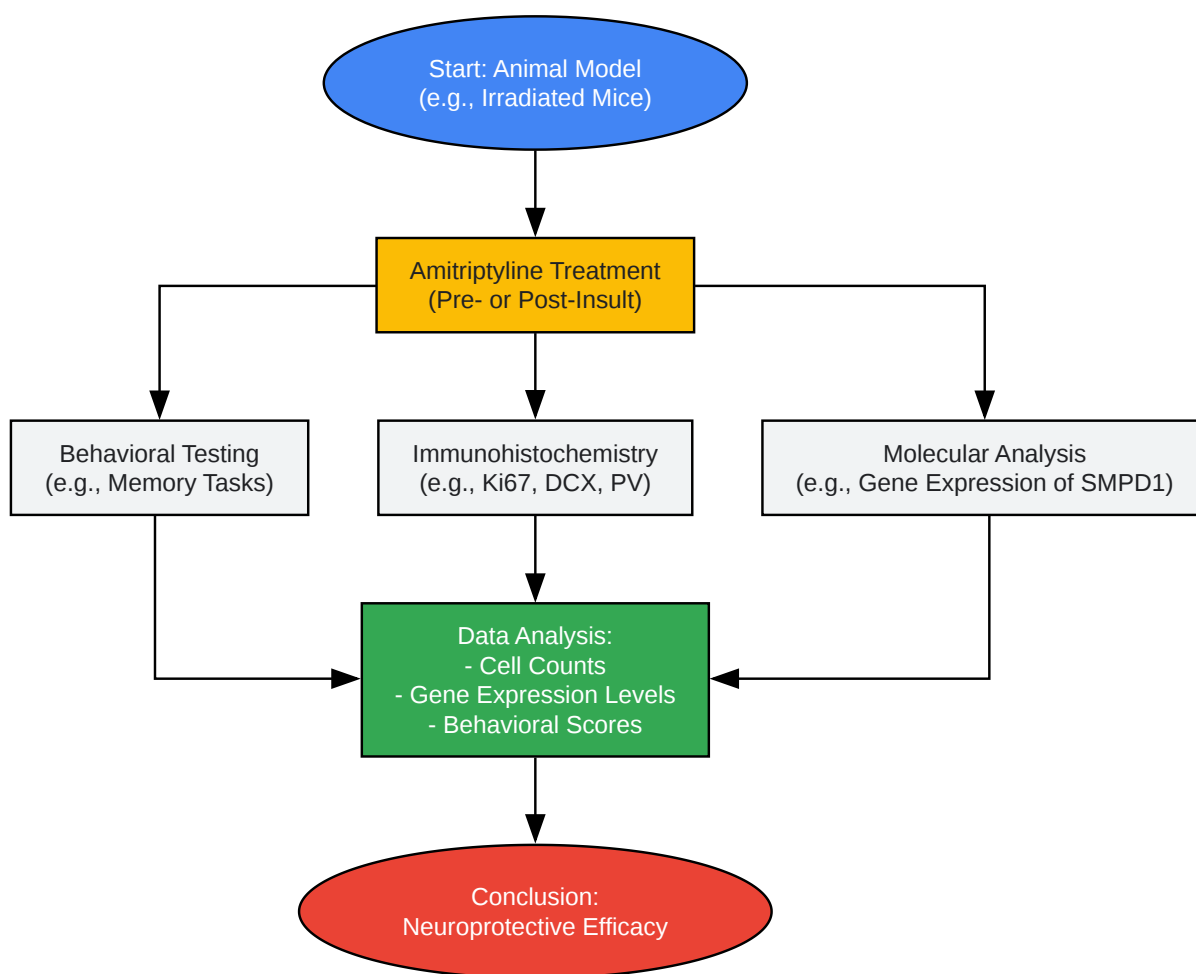 Start: Animal Model
(e.g., Irradiated Mice)
Amitriptyline Treatment
(Pre- or Post-Insult)
Behavioral Testing
(e.g., Memory Tasks)
Immunohistochemistry
(e.g., Ki67, DCX, PV)
Molecular Analysis
(e.g., Gene Expression of SMPD1)
Data Analysis:
- Cell Counts
- Gene Expression Levels
- Behavioral Scores
Conclusion:
Neuroprotective Efficacy